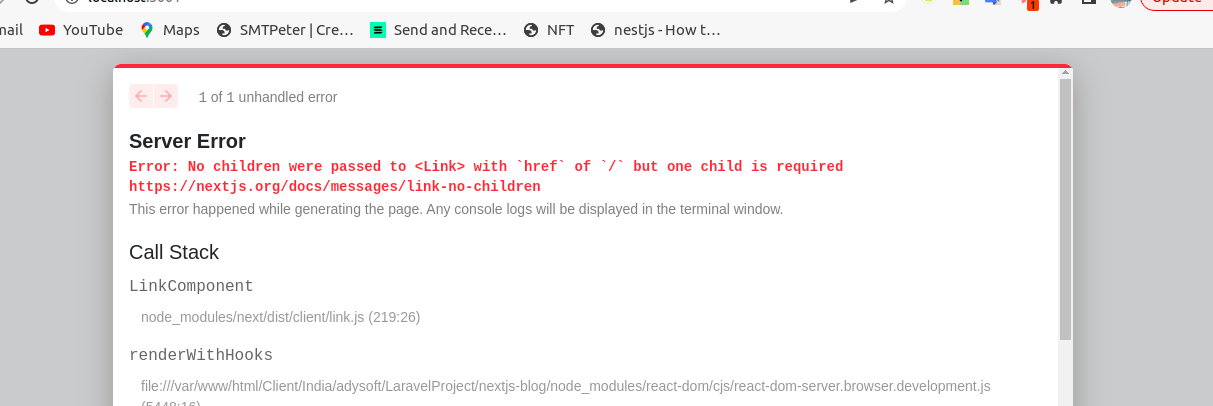 YouTube
Maps
SMTPeter | Cre…
Send and Rece…
NFT
nestjs - How t…
1
1 of 1 unhandled error
Server Error
Error: No children were passed to <Link> with `href` of `/` but one child is required
https://nextjs.org/docs/messages/link-no-children
This error happened while generating the page. Any console logs will be displayed in the terminal window.
Call Stack
LinkComponent
node_modules/next/dist/client/link.js (219:26)
renderWithHooks
file:///var/www/html/Client/India/adysoft/LaravelProject/nextjs-blog/node_modules/react-dom/cjs/react-dom-server.browser.development.js